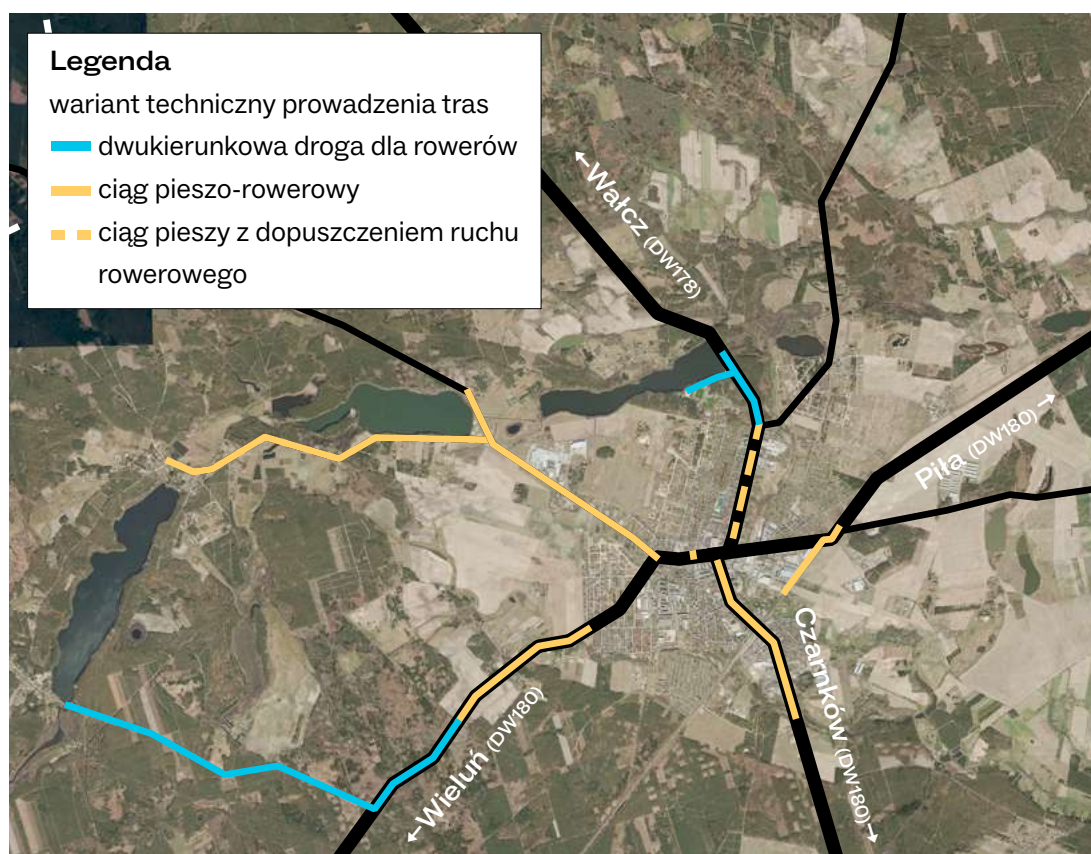 Legenda
wariant techniczny prowadzenia tras
dwukierunkowa droga dla rowerów
ciąg pieszo-rowerowy
ciąg pieszy z dopuszczeniem ruchu
rowerowego
←Wałcz (DW178)
Piła (DW180) →
Czarnków (DW180)→
←Wieluń (DW180)